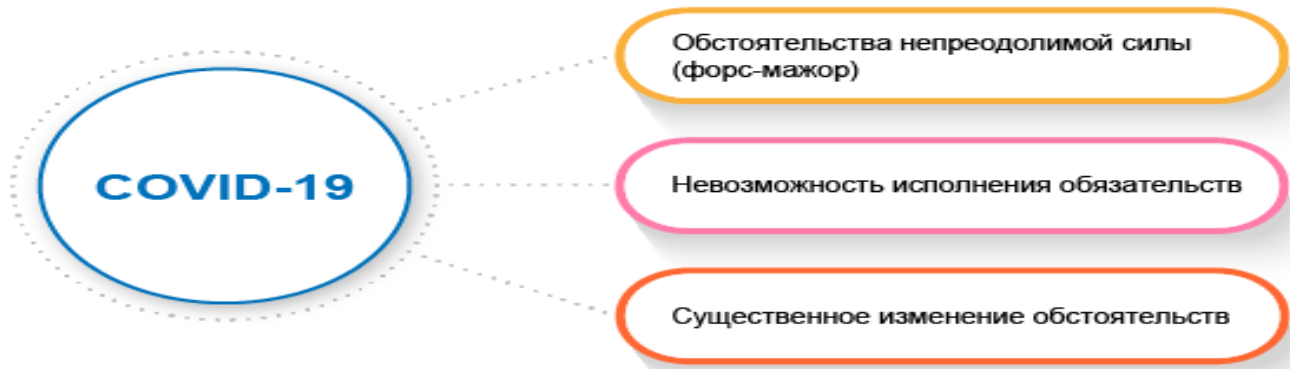 COVID-19
Обстоятельства непреодолимой силы
(форс-мажор)
Невозможность исполнения обязательств
Существенное изменение обстоятельств